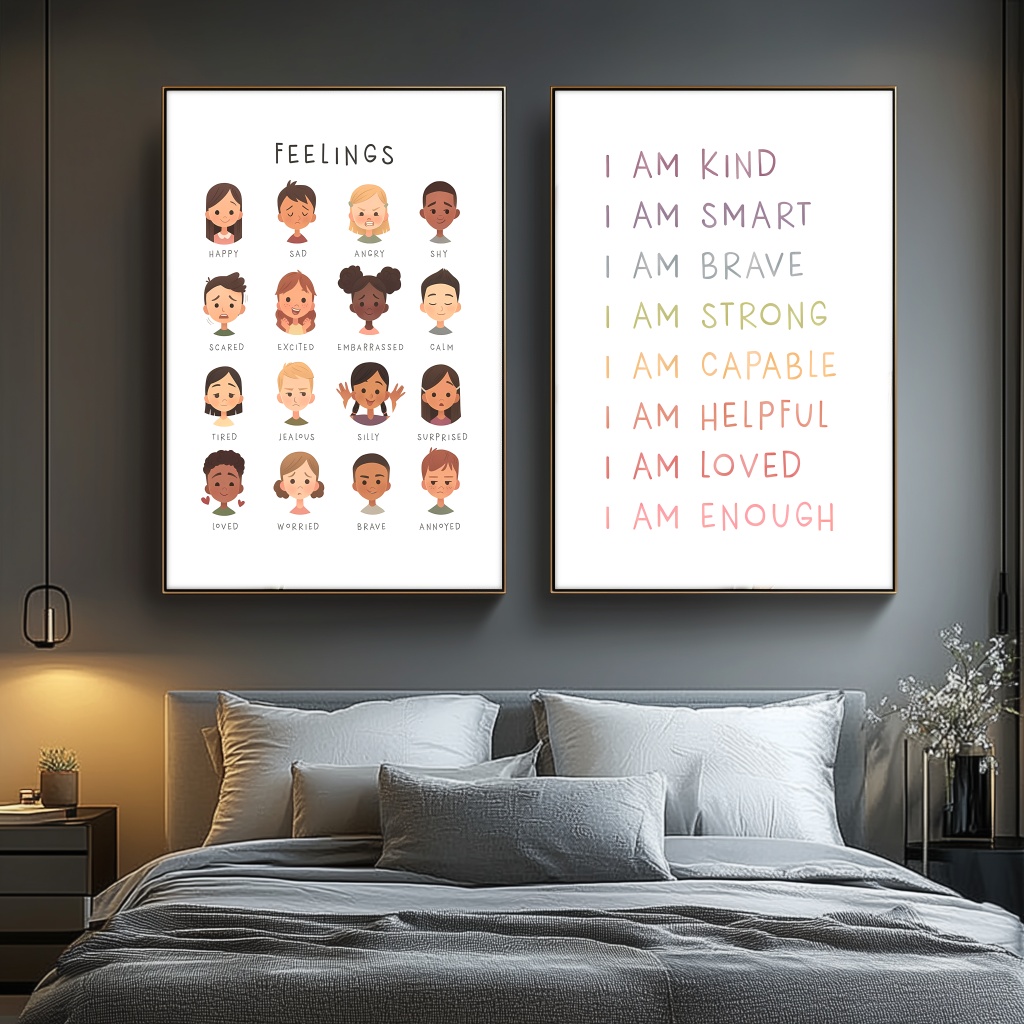 FEELINGS
HAPPY SAD ANGRY SHY
SCARED EXCITED EMBARRASSED CALM
TIRED JEALOUS SILLY SURPRISED
LOVED WORRIED BRAVE ANNOYED
I AM KIND
I AM SMART
I AM BRAVE
I AM STRONG
I AM CAPABLE
I AM HELPFUL
I AM LOVED
I AM ENOUGH